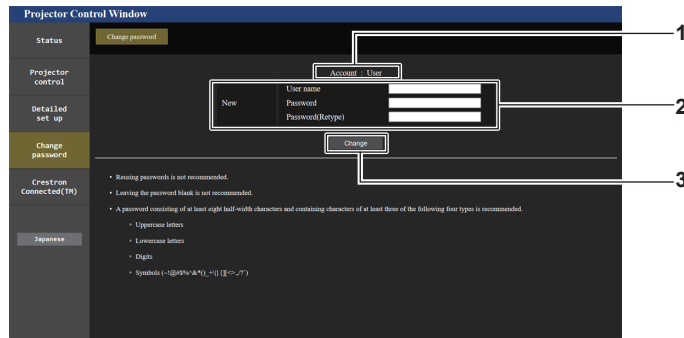 Projector Control Window
Status
Change password
1
Projector
control
Account : User
User name
New
Password
2
Password(Retype)
Detailed
set up
Change
Change
password
• Reusing passwords is not recommended.
3
Crestron
Connected(TM)
• Leaving the password blank is not recommended.
• A password consisting of at least eight half-width characters and containing characters of at least three of the following four types is recommended.
Uppercase letters
Japanese
Lowercase letters
Digits